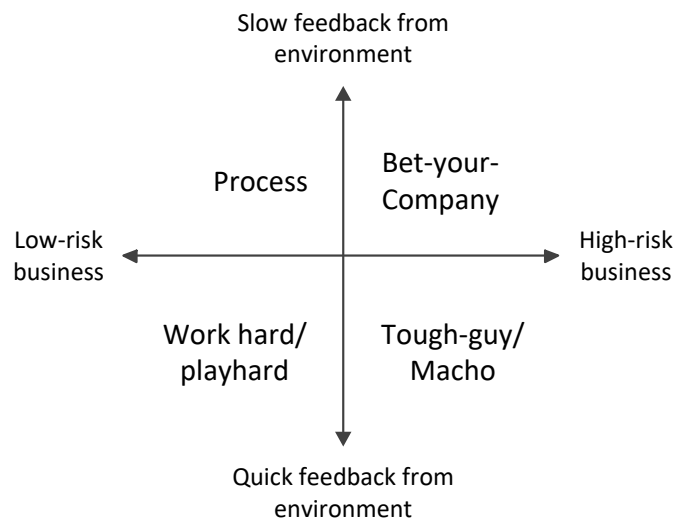 Slow feedback from
environment
Process
Bet-your-
Company
Low-risk
business
High-risk
business
Work hard/
playhard
Tough-guy/
Macho
Quick feedback from
environment